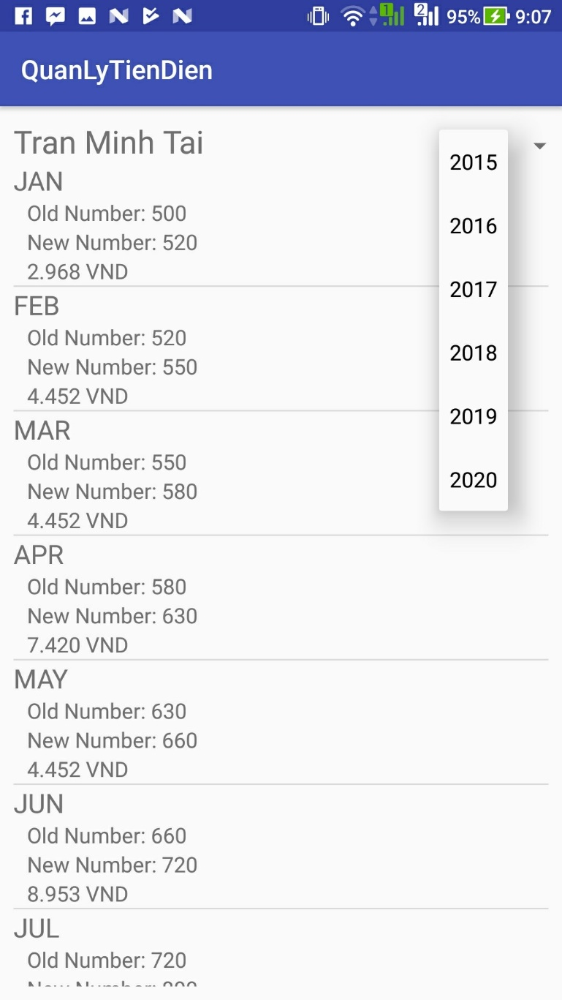 1 2 95% 9:07
QuanLyTienDien
Tran Minh Tai
2015
2016
2017
2018
2019
2020
JAN
Old Number: 500
New Number: 520
2.968 VND
FEB
Old Number: 520
New Number: 550
4.452 VND
MAR
Old Number: 550
New Number: 580
4.452 VND
APR
Old Number: 580
New Number: 630
7.420 VND
MAY
Old Number: 630
New Number: 660
4.452 VND
JUN
Old Number: 660
New Number: 720
8.953 VND
JUL
Old Number: 720
New Number: